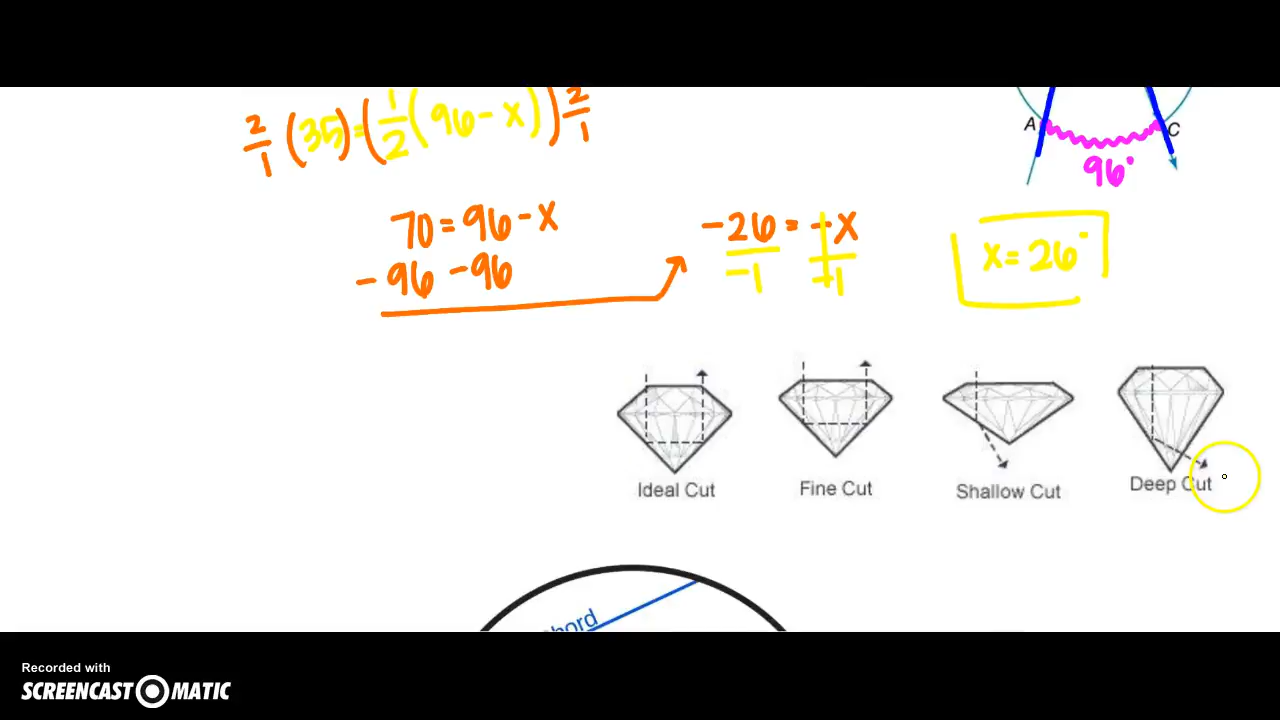 2/1 (35) = (1/2 (96 - x)) 2/1
A C
96°
70 = 96 - x
-96 -96
-26 = -x
-1 -1
x = 26°
Ideal Cut
Fine Cut
Shallow Cut
Deep Cut
hord
Recorded with
SCREENCAST MATIC